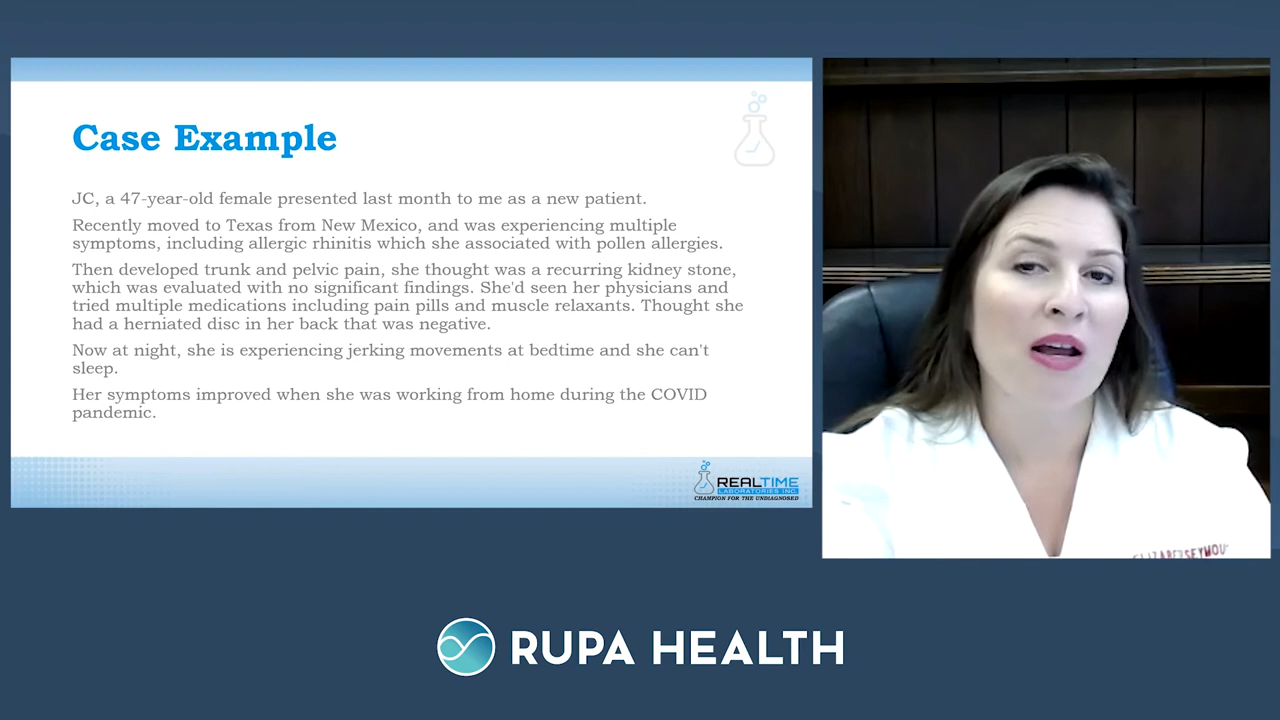 Case Example
JC, a 47-year-old female presented last month to me as a new patient.
Recently moved to Texas from New Mexico, and was experiencing multiple
symptoms, including allergic rhinitis which she associated with pollen allergies.
Then developed trunk and pelvic pain, she thought was a recurring kidney stone,
which was evaluated with no significant findings. She'd seen her physicians and
tried multiple medications including pain pills and muscle relaxants. Thought she
had a herniated disc in her back that was negative.
Now at night, she is experiencing jerking movements at bedtime and she can't
sleep.
Her symptoms improved when she was working from home during the COVID
pandemic.
REALTIME
LABORATORIES INC.
CHAMPION FOR THE UNDIAGNOSED
RUPA HEALTH